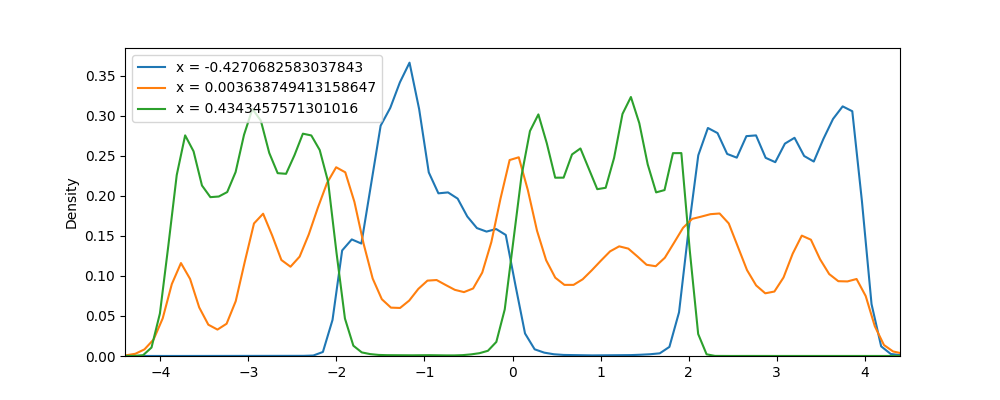 x = -0.4270682583037843
x = 0.003638749413158647
x = 0.4343457571301016
Density
0.35
0.30
0.25
0.20
0.15
0.10
0.05
0.00
−4 −3 −2 −1 0 1 2 3 4